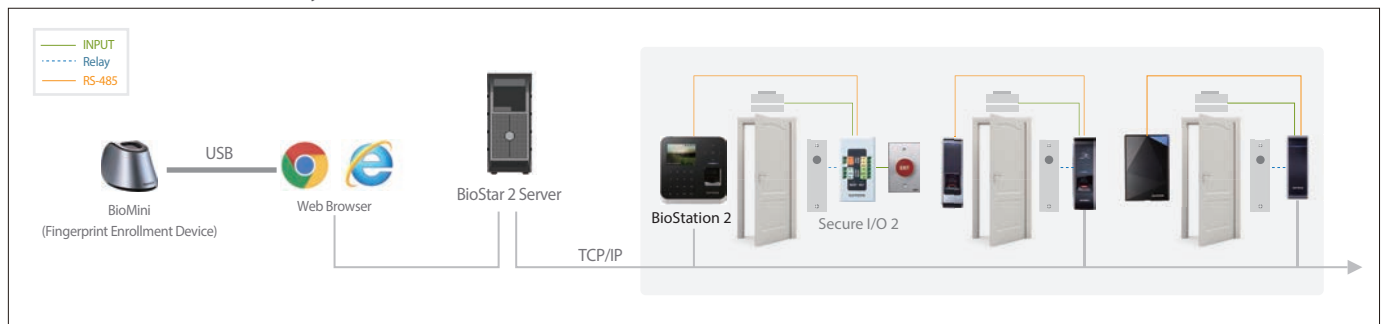 INPUT
Relay
RS-485
USB
BioMini
(Fingerprint Enrollment Device)
Web Browser
BioStar 2 Server
TCP/IP
BioStation 2
Secure I/O 2
EXIT